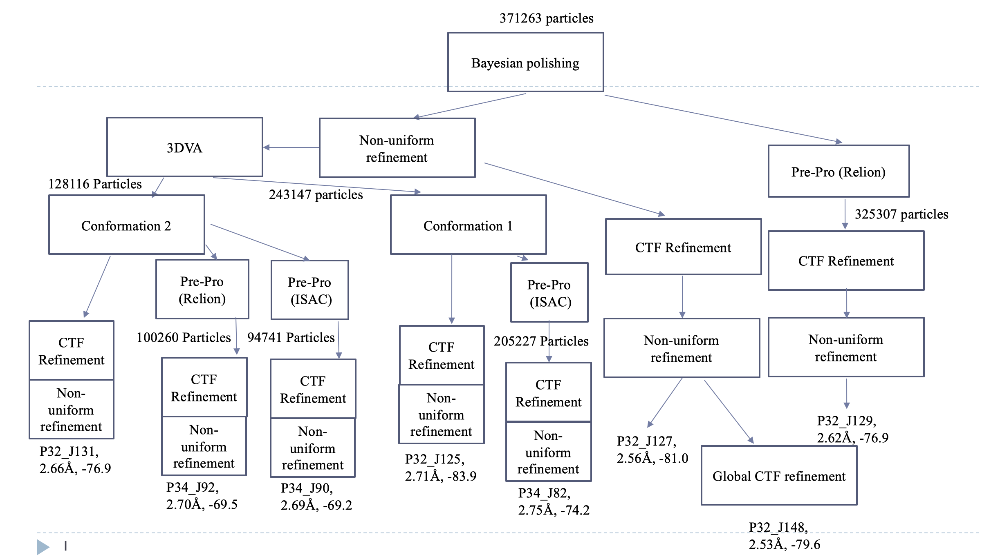 371263 particles
Bayesian polishing
3DVA
Non-uniform
refinement
Pre-Pro (Relion)
128116 Particles
243147 particles
325307 particles
Conformation 2
Conformation 1
CTF Refinement
CTF Refinement
Pre-Pro
(Relion)
Pre-Pro
(ISAC)
Pre-Pro
(ISAC)
100260 Particles
94741 Particles
205227 Particles
CTF
Refinement
Non-
uniform
refinement
P32_J131,
2.66Å, -76.9
CTF
Refinement
Non-
uniform
refinement
P34_J92,
2.70Å, -69.5
CTF
Refinement
Non-
uniform
refinement
P34_J90,
2.69Å, -69.2
CTF
Refinement
Non-
uniform
refinement
P32_J125,
2.71Å, -83.9
CTF
Refinement
Non-
uniform
refinement
P34_J82,
2.75Å, -74.2
Non-uniform
refinement
P32_J127,
2.56Å, -81.0
Non-uniform
refinement
P32_J129,
2.62Å, -76.9
Global CTF refinement
P32_J148,
2.53Å, -79.6
1